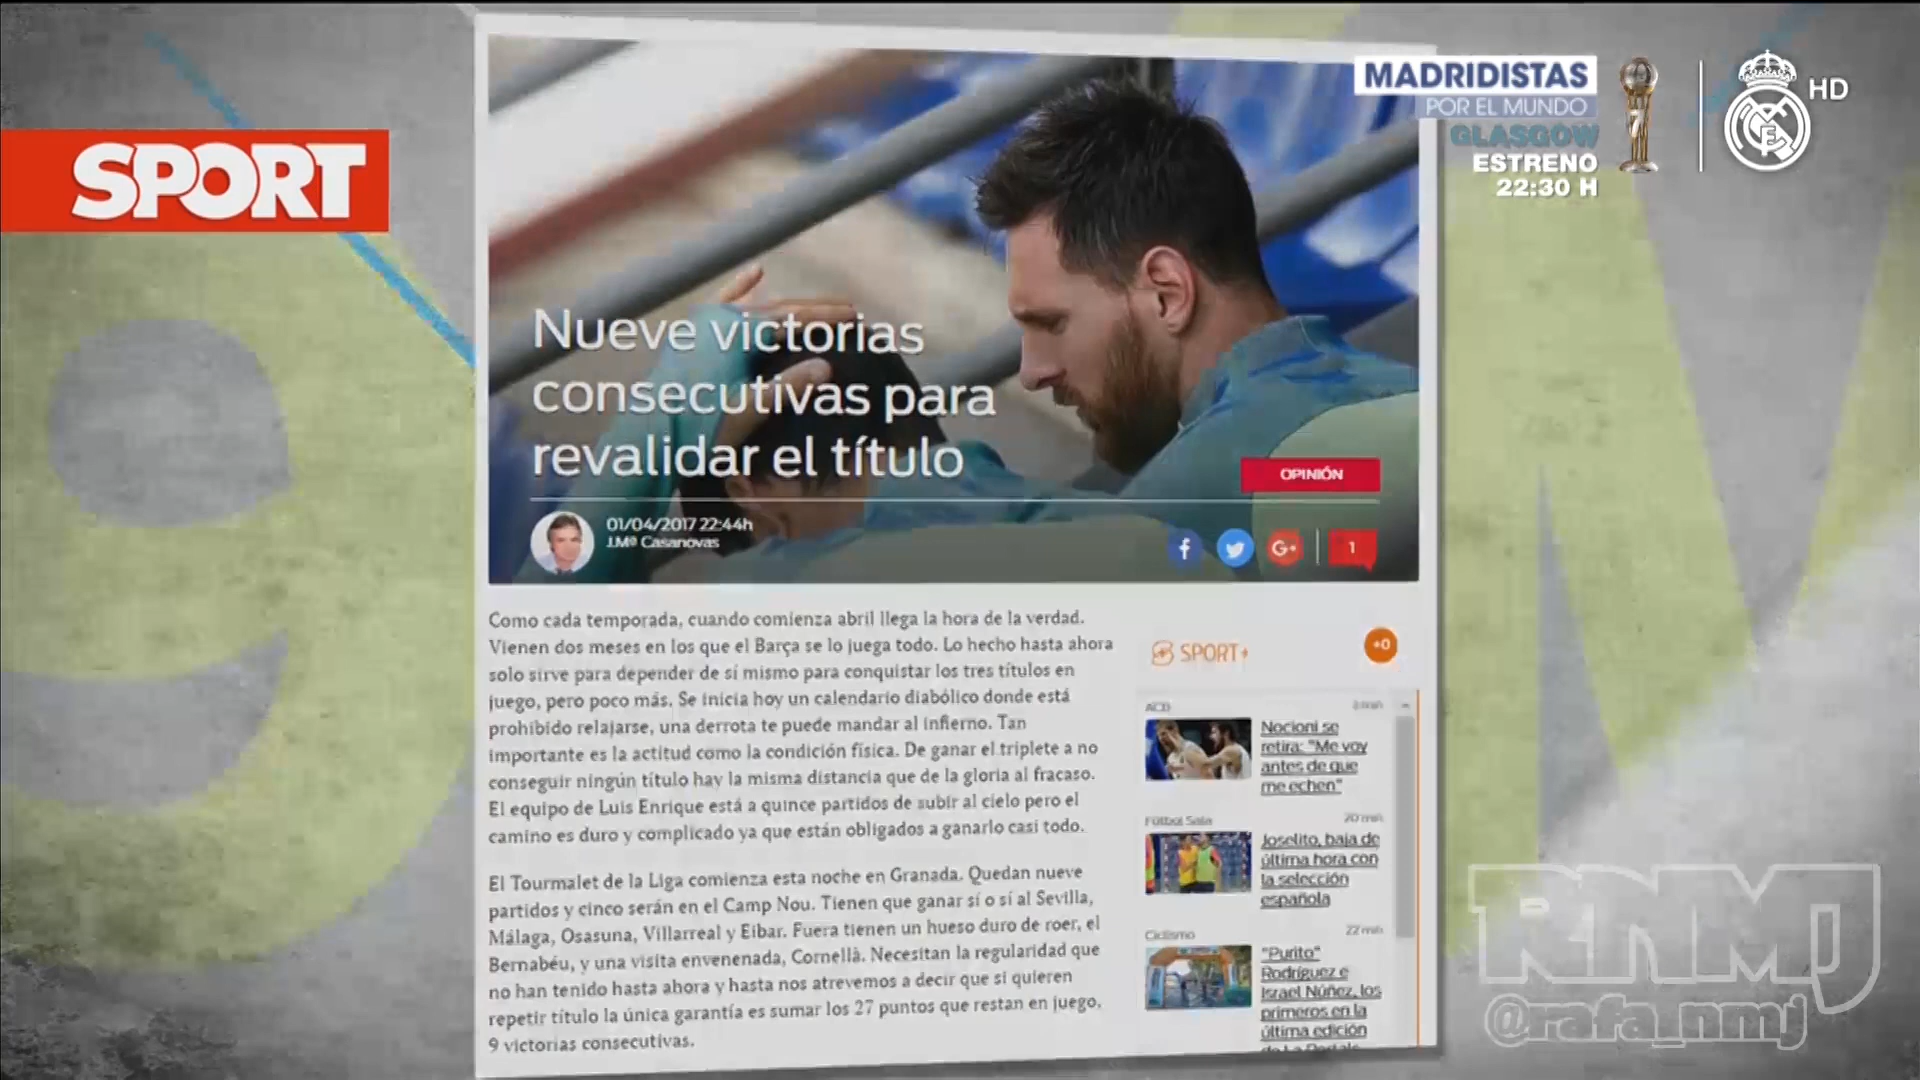 SPORT
MADRIDISTAS
POR EL MUNDO
GLASGOW
ESTRENO
22:30 H
HD
Nueve victorias
consecutivas para
revalidar el título
OPINIÓN
01/04/2017 22:44h
J.Mª Casanovas
1
Como cada temporada, cuando comienza abril llega la hora de la verdad.
Vienen dos meses en los que el Barça se lo juega todo. Lo hecho hasta ahora
solo sirve para depender de sí mismo para conquistar los tres títulos en
juego, pero poco más. Se inicia hoy un calendario diabólico donde está
prohibido relajarse, una derrota te puede mandar al infierno. Tan
importante es la actitud como la condición física. De ganar el triplete a no
conseguir ningún título hay la misma distancia que de la gloria al fracaso.
El equipo de Luis Enrique está a quince partidos de subir al cielo pero el
camino es duro y complicado ya que están obligados a ganarlo casi todo.
El Tourmalet de la Liga comienza esta noche en Granada. Quedan nueve
partidos y cinco serán en el Camp Nou. Tienen que ganar sí o sí al Sevilla,
Málaga, Osasuna, Villarreal y Eibar. Fuera tienen un hueso duro de roer, el
Bernabéu, y una visita envenenada, Cornellà. Necesitan la regularidad que
no han tenido hasta ahora y hasta nos atrevemos a decir que si quieren
repetir título la única garantía es sumar los 27 puntos que restan en juego.
9 victorias consecutivas.
SPORT+
+0
ACB
Nocioni se
retira: "Me voy
antes de que
me echen"
Fútbol Sala 20 min
Joselito, baja de
última hora con
la selección
española
Ciclismo 22 min
"Purito"
Rodríguez e
Israel Núñez, los
primeros en la
última edición
RNMJ
@rafa_nmj